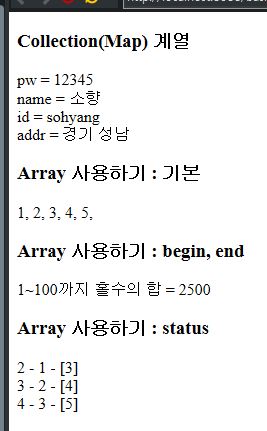 Collection(Map) 계열
pw = 12345
name = 소향
id = sohyang
addr = 경기 성남
Array 사용하기 : 기본
1, 2, 3, 4, 5,
Array 사용하기 : begin, end
1~100까지 홀수의 합 = 2500
Array 사용하기 : status
2 - 1 - [3]
3 - 2 - [4]
4 - 3 - [5]